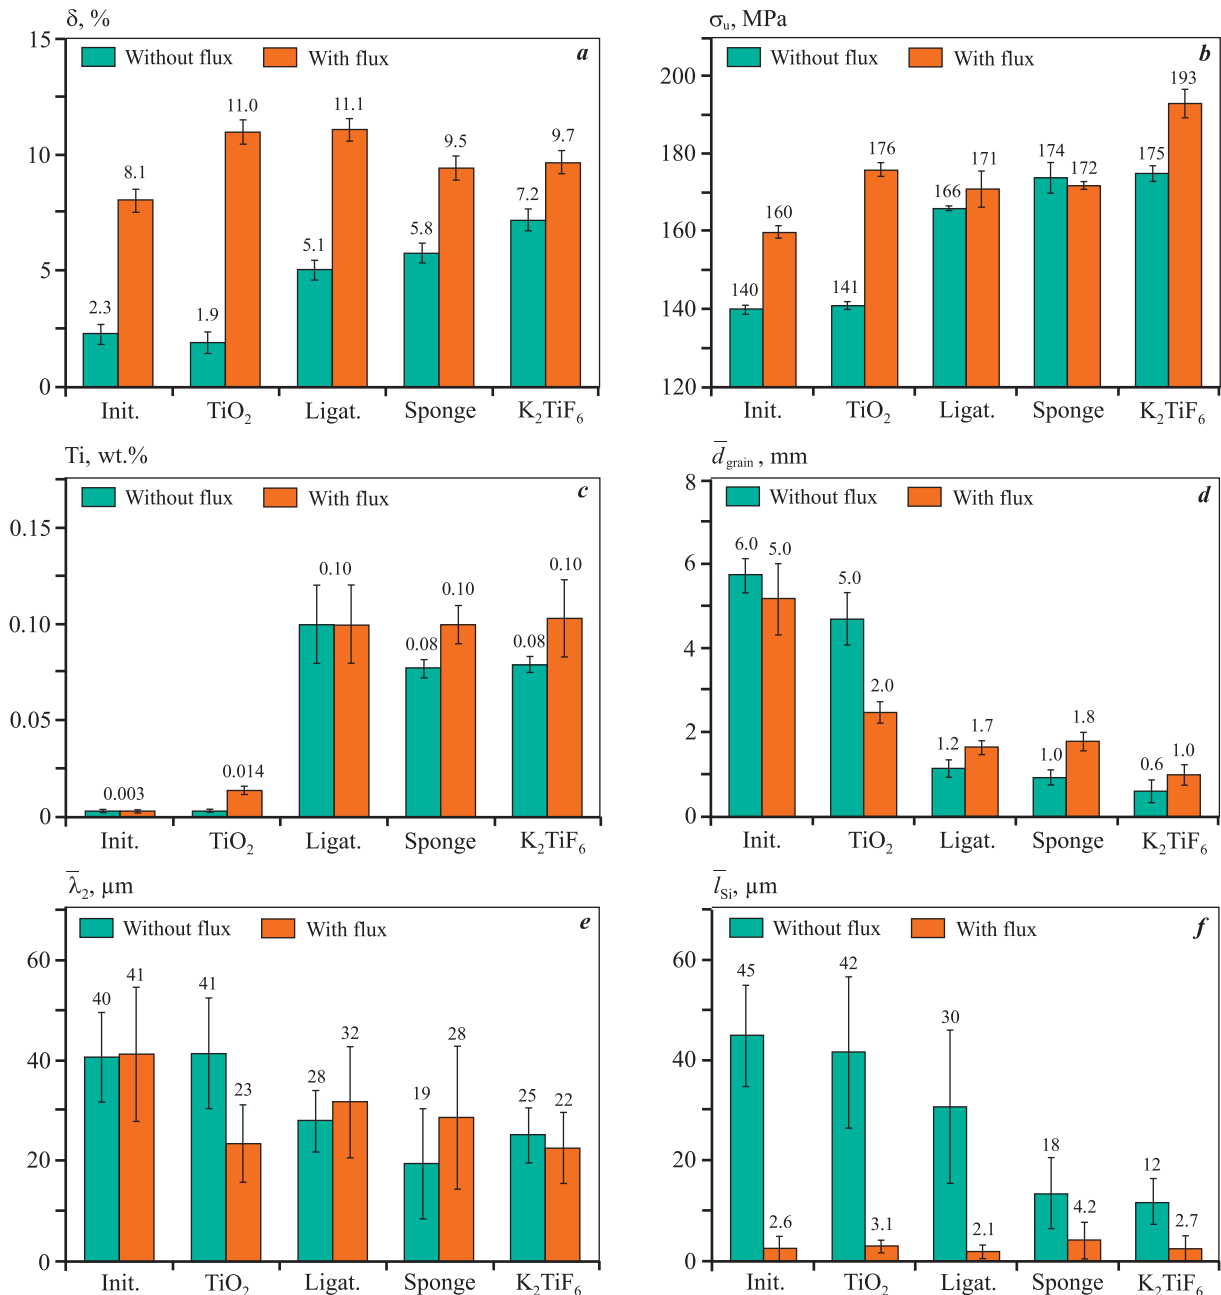 δ, %
15
10
5
0
Without flux
With flux
a
2.3
8.1
1.9
11.0
5.1
11.1
5.8
9.5
7.2
9.7
Init.
TiO₂
Ligat.
Sponge
K₂TiF₆
σᵤ, MPa
200
180
160
140
120
Without flux
With flux
b
140
160
141
176
166
171
174
172
175
193
Init.
TiO₂
Ligat.
Sponge
K₂TiF₆
Ti, wt.%
0.15
0.10
0.05
0
Without flux
With flux
c
0.003
0.014
0.10
0.08
0.10
0.08
0.10
Init.
TiO₂
Ligat.
Sponge
K₂TiF₆
d̅ grain , mm
8
6
4
2
0
Without flux
With flux
d
6.0
5.0
5.0
2.0
1.2
1.7
1.0
1.8
0.6
1.0
Init.
TiO₂
Ligat.
Sponge
K₂TiF₆
λ̅₂, µm
60
40
20
0
Without flux
With flux
e
40
41
41
23
28
32
19
28
25
22
Init.
TiO₂
Ligat.
Sponge
K₂TiF₆
l̅ Si, µm
60
40
20
0
Without flux
With flux
f
45
2.6
42
3.1
30
2.1
18
4.2
12
2.7
Init.
TiO₂
Ligat.
Sponge
K₂TiF₆